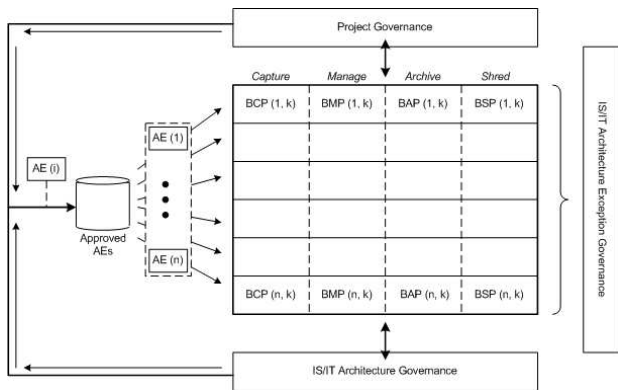 Project Governance
Capture Manage Archive Shred
BCP (1, k) BMP (1, k) BAP (1, k) BSP (1, k)
AE (1)
AE (i)
Approved
AEs
AE (n)
BCP (n, k) BMP (n, k) BAP (n, k) BSP (n, k)
IS/IT Architecture Governance
IS/IT Architecture Exception Governance